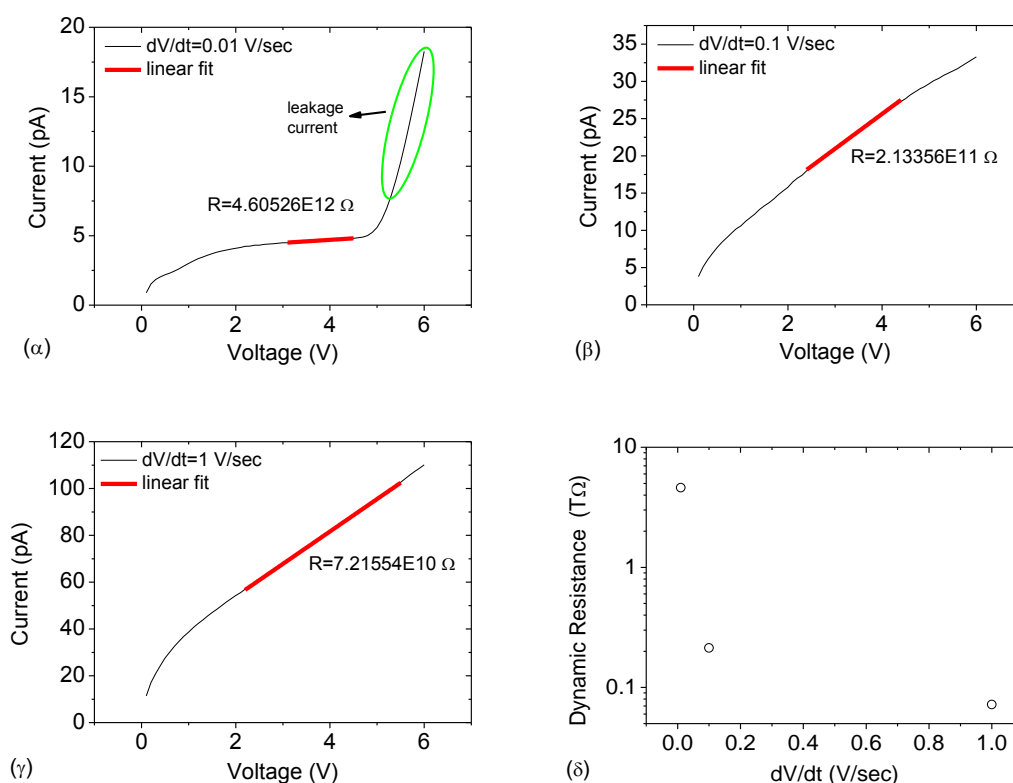 20
15
10
5
0
Current (pA)
dV/dt=0.01 V/sec
linear fit
leakage
current
R=4.60526E12 Ω
0
2
4
6
Voltage (V)
(α)
35
30
25
20
15
10
5
0
Current (pA)
dV/dt=0.1 V/sec
linear fit
R=2.13356E11 Ω
0
2
4
6
Voltage (V)
(β)
120
100
80
60
40
20
0
Current (pA)
dV/dt=1 V/sec
linear fit
R=7.21554E10 Ω
0
2
4
6
Voltage (V)
(γ)
10
1
0.1
Dynamic Resistance (TΩ)
0.0
0.2
0.4
0.6
0.8
1.0
dV/dt (V/sec)
(δ)